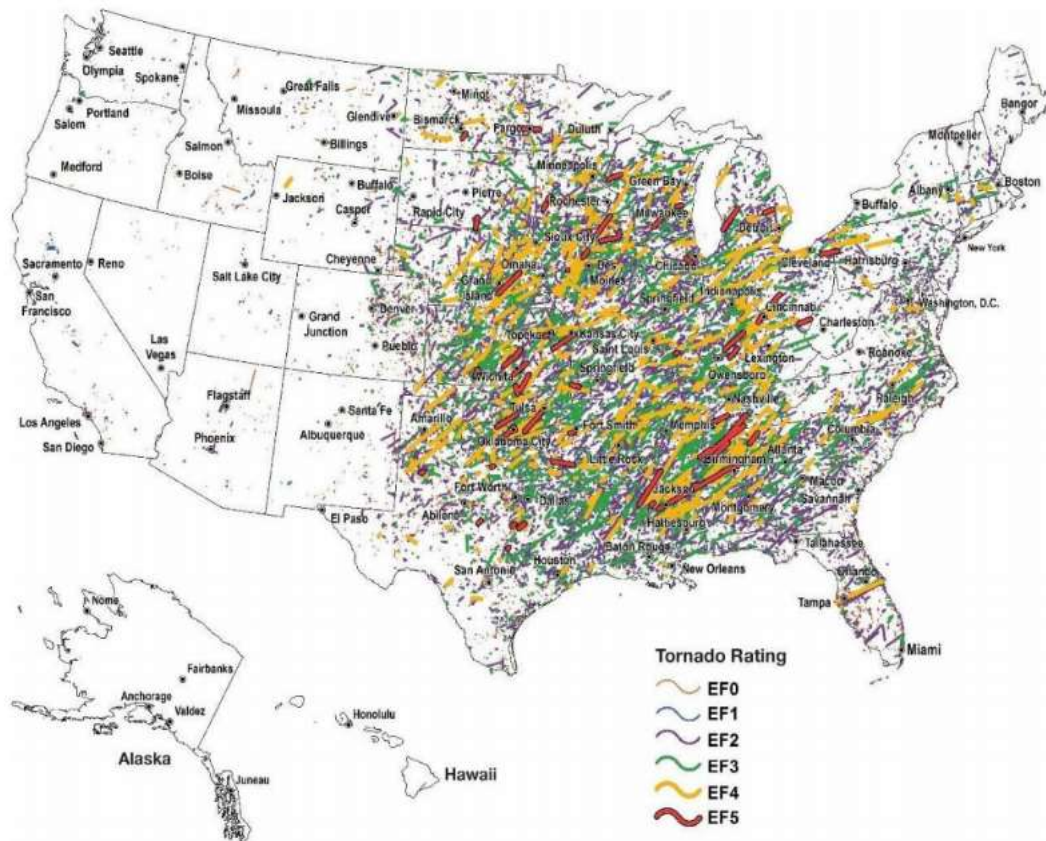 Seattle
Olympia
Spokane
Portland
Salem
Medford
Great Falls
Missoula
Glendive
Salmon
Billings
Boise
Jackson
Buffalo
Casper
Cheyenne
Minot
Bismarck
Fargo
Duluth
Pierre
Rapid City
Minneapolis
Rochester
Green Bay
Milwaukee
Sioux City
Detroit
Bangor
Montpelier
Albany
Boston
Buffalo
New York
Cleveland
Harrisburg
Washington, D.C.
Sacramento
San
Francisco
Reno
Salt Lake City
Las
Vegas
Grand
Junction
Denver
Pueblo
Omaha
Grand
Island
Des
Moines
Chicago
Springfield
Indianapolis
Cincinnati
Charleston
Roanoke
Topeka
Kansas City
Saint Louis
Lexington
Wichita
Springfield
Owensboro
Nashville
Raleigh
Los Angeles
San Diego
Flagstaff
Phoenix
Santa Fe
Albuquerque
Amarillo
Tulsa
Oklahoma City
Fort Smith
Memphis
Little Rock
Birmingham
Atlanta
Columbia
Macon
Savannah
El Paso
Fort Worth
Dallas
Abilene
Jackson
Montgomery
Hattiesburg
Tallahassee
Baton Rouge
New Orleans
Houston
San Antonio
Orlando
Tampa
Miami
Nome
Fairbanks
Anchorage
Valdez
Juneau
Alaska
Honolulu
Hawaii
Tornado Rating
EF0
EF1
EF2
EF3
EF4
EF5